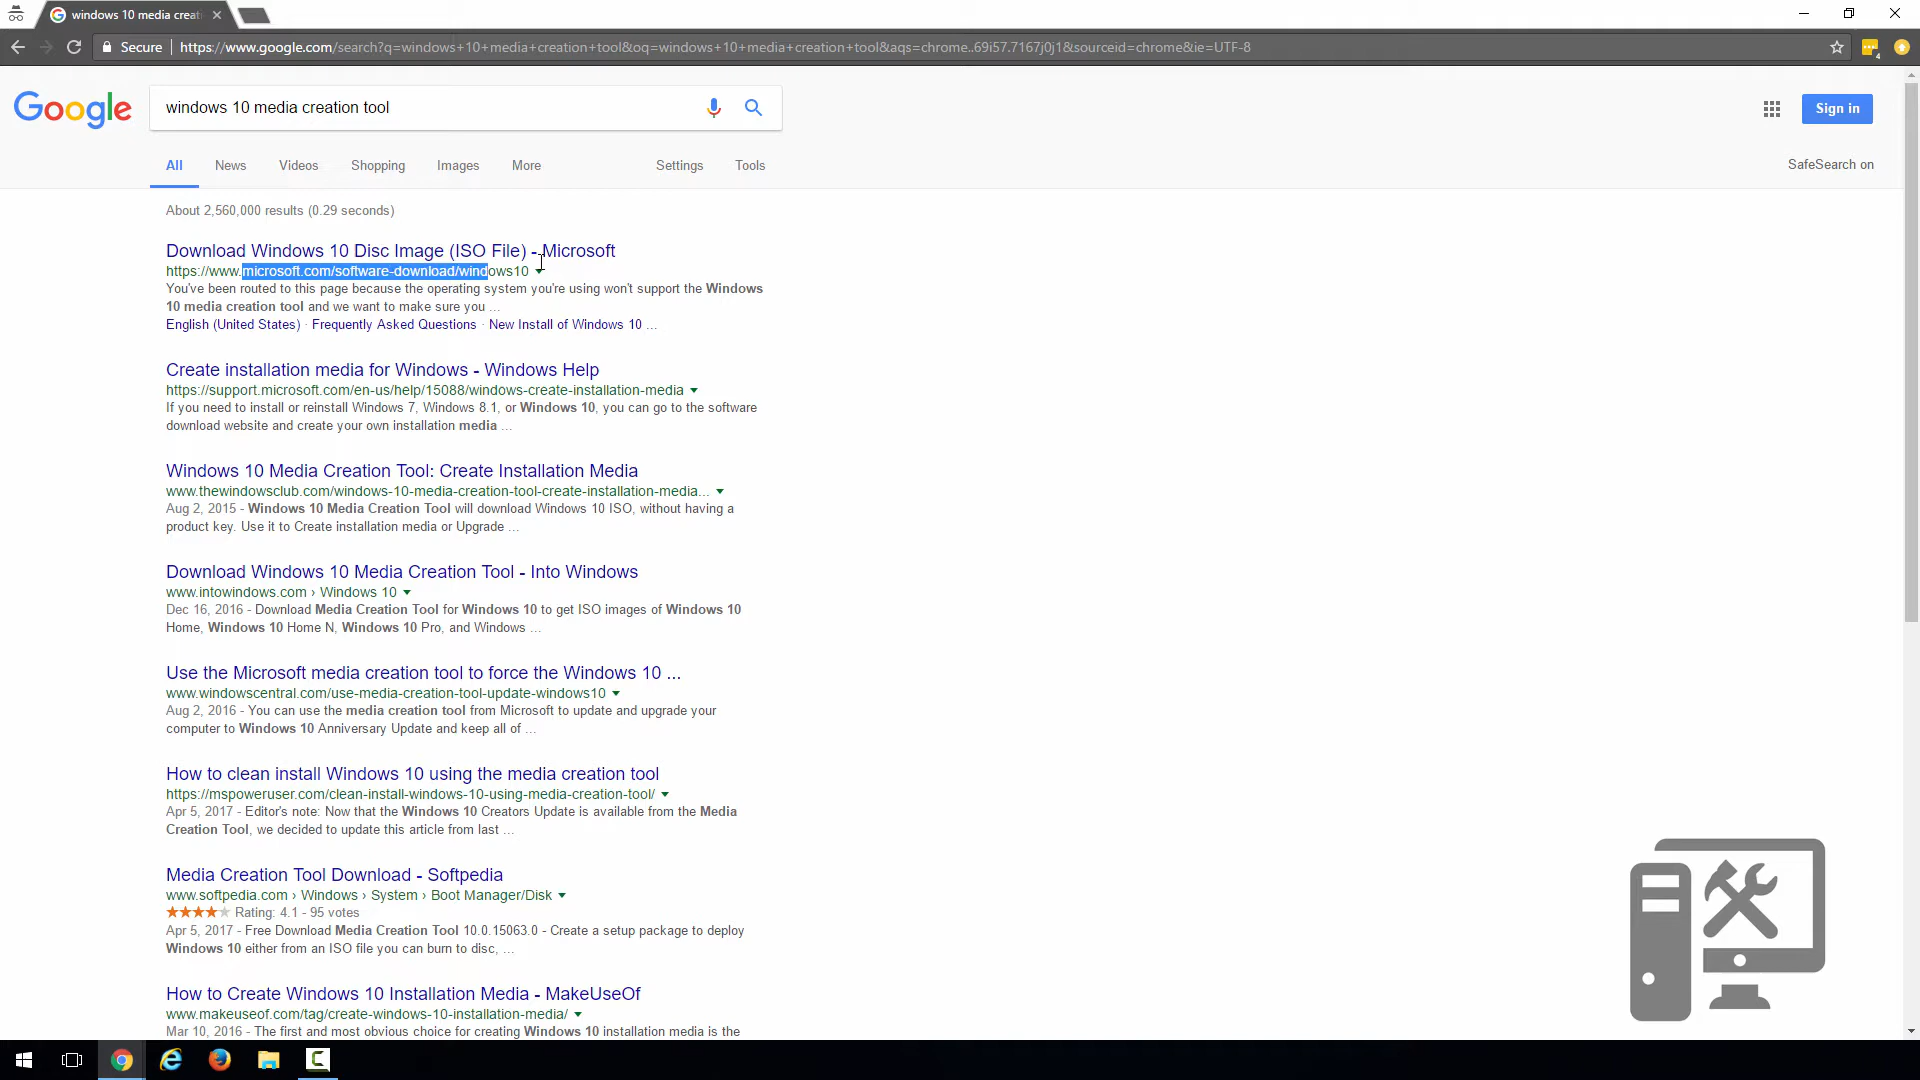 windows 10 media creat
Secure https://www.google.com/search?q=windows+10+media+creation+tool&oq=windows+10+media+creation+tool&aqs=chrome..69i57.7167j0j1&sourceid=chrome&ie=UTF-8
4
Google windows 10 media creation tool Sign in
All News Videos Shopping Images More Settings Tools SafeSearch on
About 2,560,000 results (0.29 seconds)
Download Windows 10 Disc Image (ISO File) - Microsoft
https://www.microsoft.com/software-download/windows10
You've been routed to this page because the operating system you're using won't support the Windows
10 media creation tool and we want to make sure you ...
English (United States) · Frequently Asked Questions · New Install of Windows 10 ...
Create installation media for Windows - Windows Help
https://support.microsoft.com/en-us/help/15088/windows-create-installation-media
If you need to install or reinstall Windows 7, Windows 8.1, or Windows 10, you can go to the software
download website and create your own installation media ...
Windows 10 Media Creation Tool: Create Installation Media
www.thewindowsclub.com/windows-10-media-creation-tool-create-installation-media...
Aug 2, 2015 - Windows 10 Media Creation Tool will download Windows 10 ISO, without having a
product key. Use it to Create installation media or Upgrade ...
Download Windows 10 Media Creation Tool - Into Windows
www.intowindows.com › Windows 10
Dec 16, 2016 - Download Media Creation Tool for Windows 10 to get ISO images of Windows 10
Home, Windows 10 Home N, Windows 10 Pro, and Windows ...
Use the Microsoft media creation tool to force the Windows 10 ...
www.windowscentral.com/use-media-creation-tool-update-windows10
Aug 2, 2016 - You can use the media creation tool from Microsoft to update and upgrade your
computer to Windows 10 Anniversary Update and keep all of ...
How to clean install Windows 10 using the media creation tool
https://mspoweruser.com/clean-install-windows-10-using-media-creation-tool/
Apr 5, 2017 - Editor's note: Now that the Windows 10 Creators Update is available from the Media
Creation Tool, we decided to update this article from last ...
Media Creation Tool Download - Softpedia
www.softpedia.com › Windows › System › Boot Manager/Disk
Rating: 4.1 - 95 votes
Apr 5, 2017 - Free Download Media Creation Tool 10.0.15063.0 - Create a setup package to deploy
Windows 10 either from an ISO file you can burn to disc, ...
How to Create Windows 10 Installation Media - MakeUseOf
www.makeuseof.com/tag/create-windows-10-installation-media/
Mar 10, 2016 - The first and most obvious choice for creating Windows 10 installation media is the